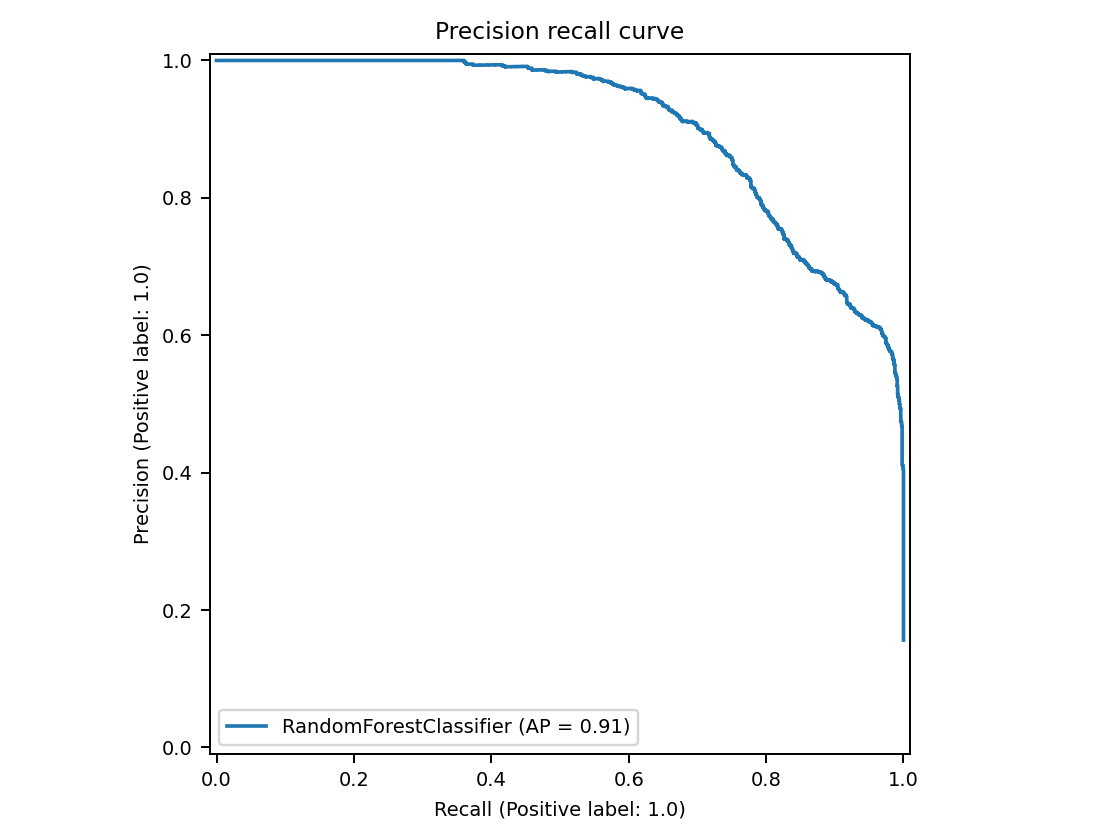 Precision recall curve
1.0
0.8
0.6
0.4
0.2
0.0
Precision (Positive label: 1.0)
RandomForestClassifier (AP = 0.91)
0.0 0.2 0.4 0.6 0.8 1.0
Recall (Positive label: 1.0)